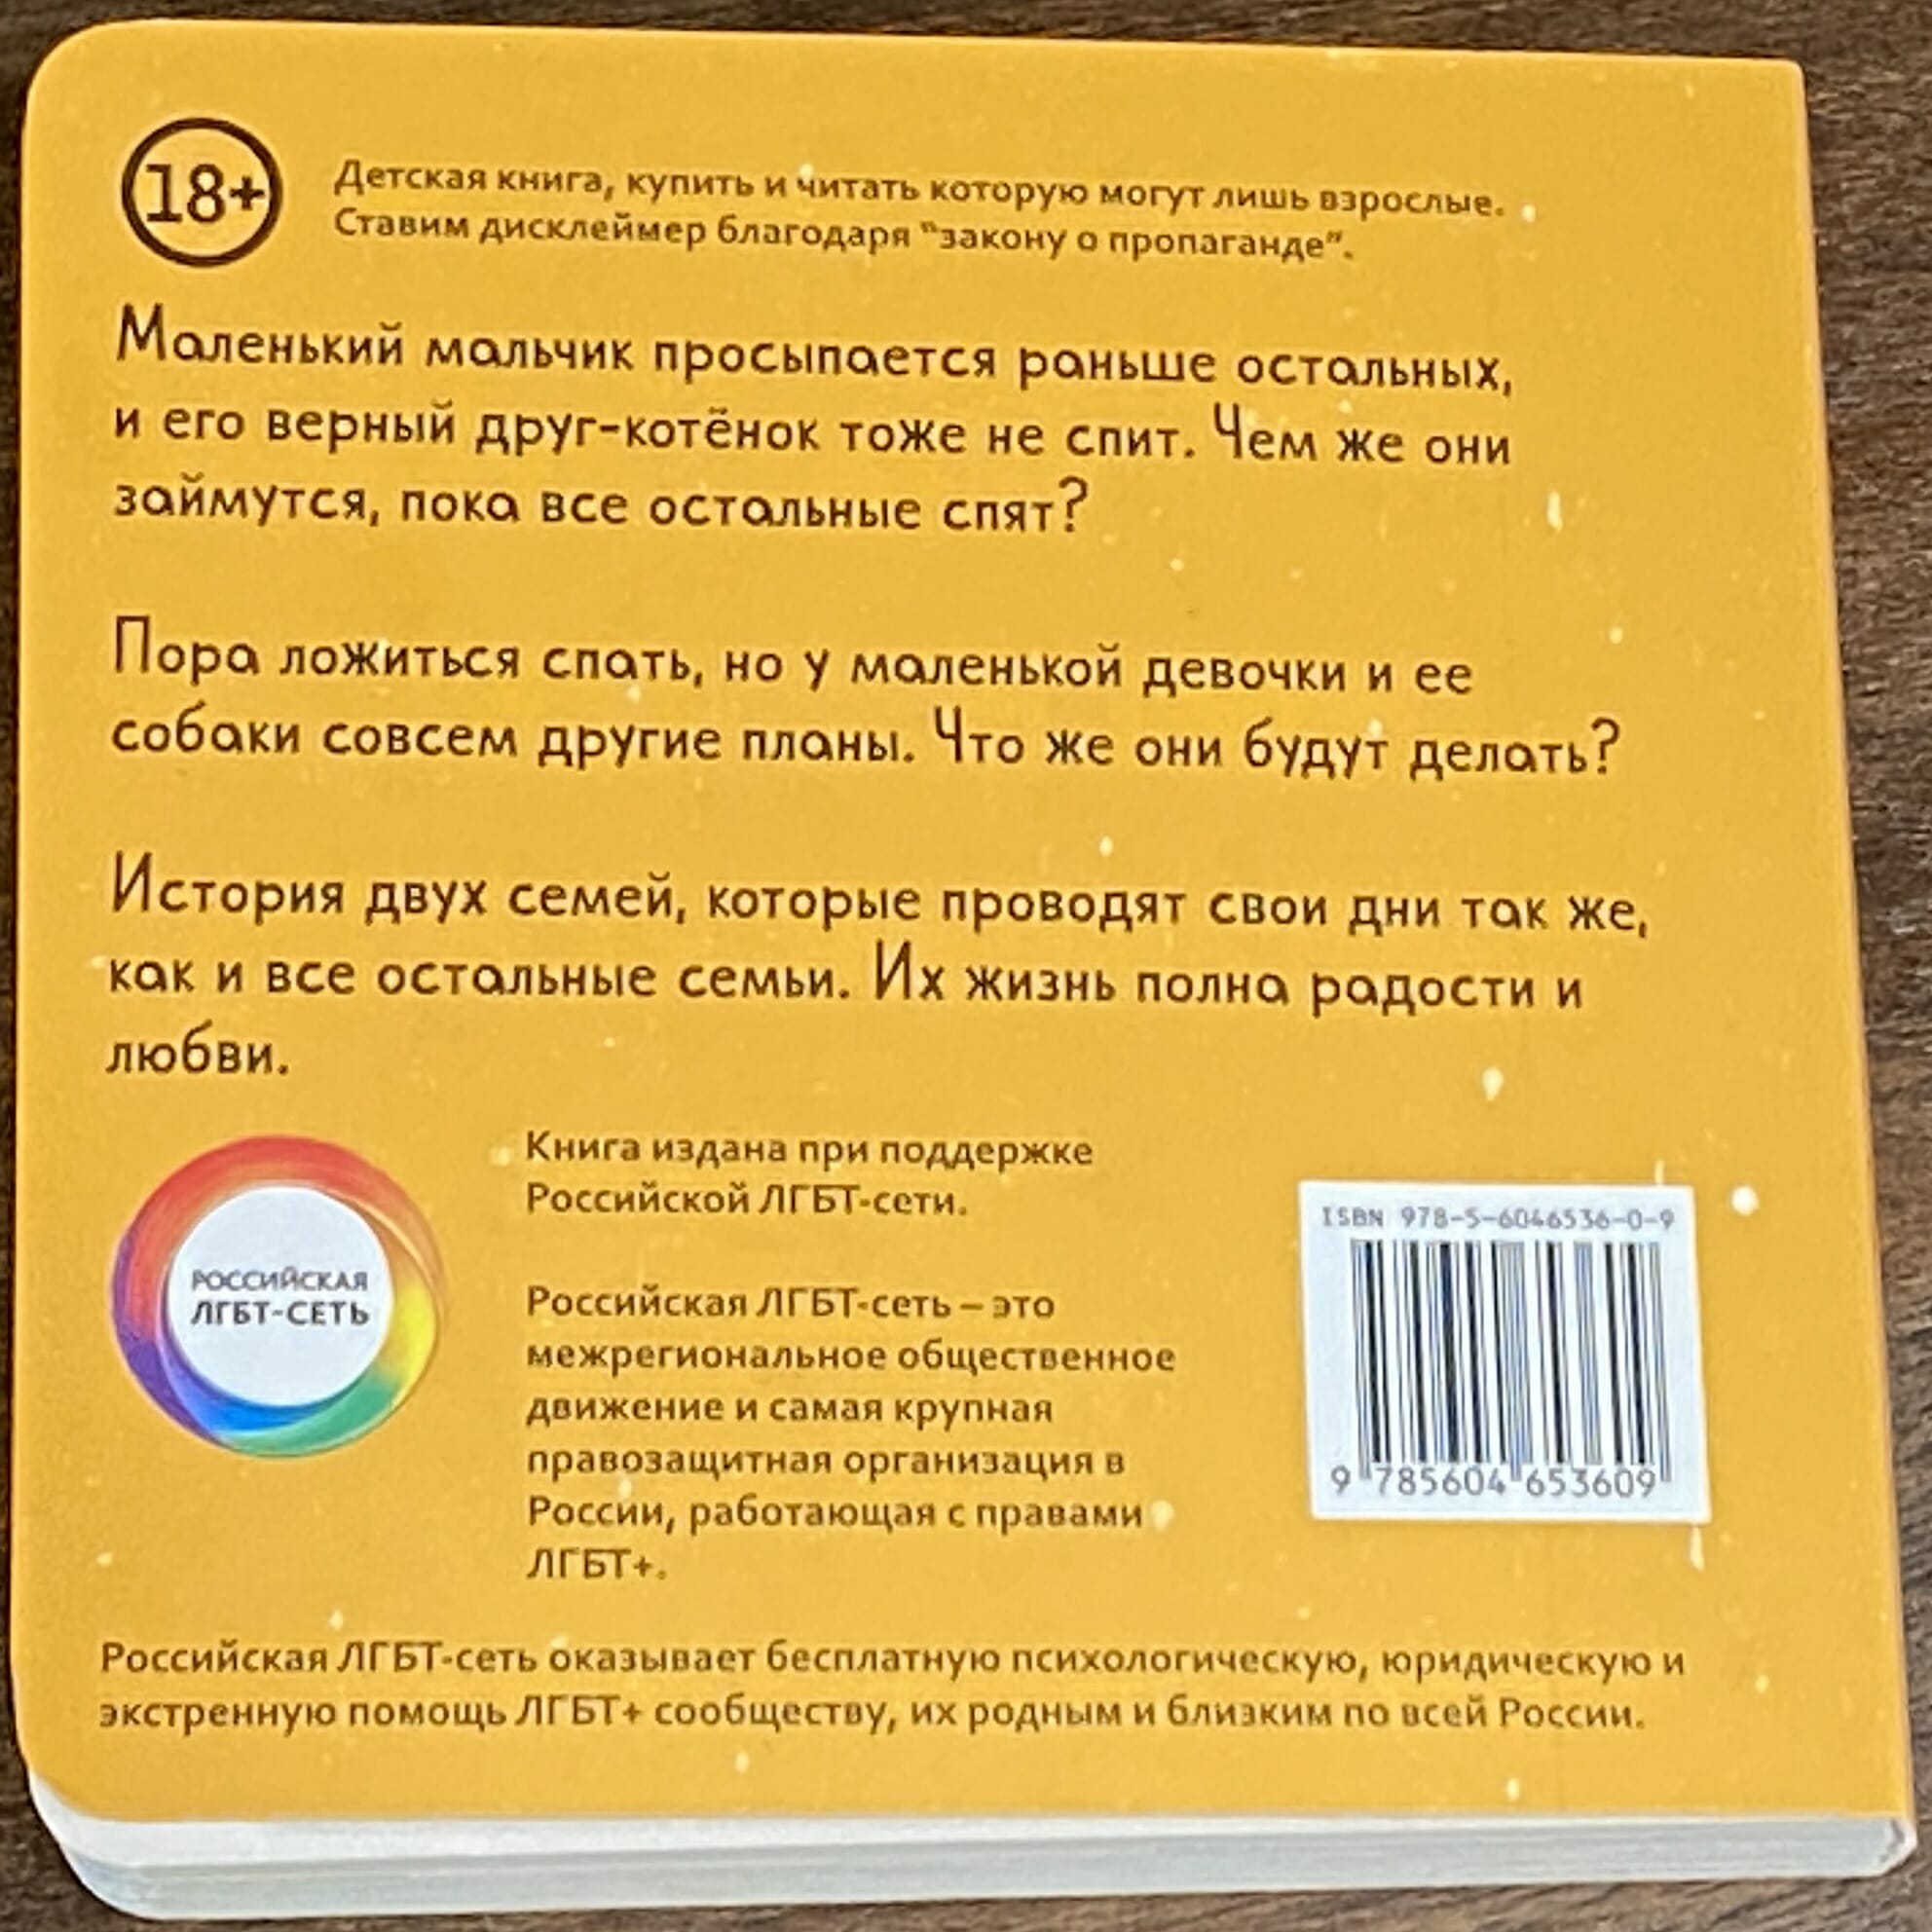 18+
Детская книга, купить и читать которую могут лишь взрослые.
Ставим дисклеймер благодаря "закону о пропаганде".
Маленький мальчик просыпается раньше остальных,
и его верный друг-котёнок тоже не спит. Чем же они
займутся, пока все остальные спят?
Пора ложиться спать, но у маленькой девочки и ее
собаки совсем другие планы. Что же они будут делать?
История двух семей, которые проводят свои дни так же,
как и все остальные семьи. Их жизнь полна радости и
любви.
РОССИЙСКАЯ
ЛГБТ-СЕТЬ
Книга издана при поддержке
Российской ЛГБТ-сети.
Российская ЛГБТ-сеть – это
межрегиональное общественное
движение и самая крупная
правозащитная организация в
России, работающая с правами
ЛГБТ+.
ISBN 978-5-6046536-0-9
9 785604 653609
Российская ЛГБТ-сеть оказывает бесплатную психологическую, юридическую и
экстренную помощь ЛГБТ+ сообществу, их родным и близким по всей России.